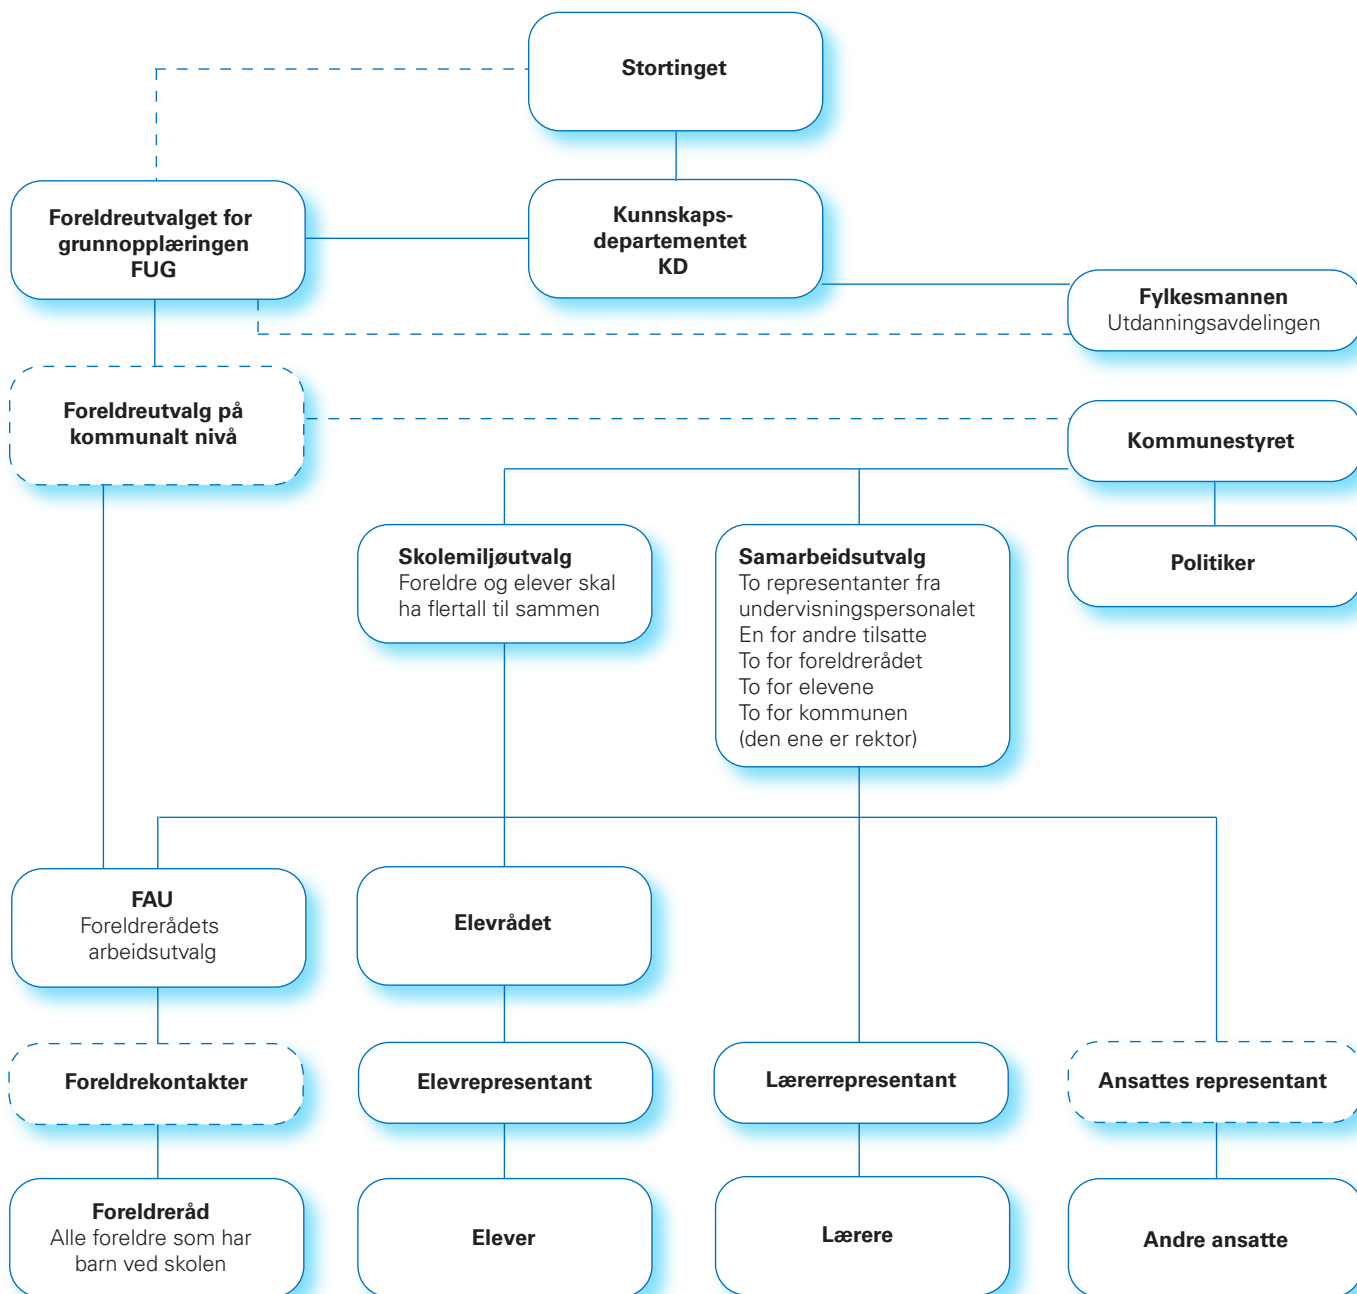 Stortinget
Foreldreutvalget for
grunnopplæringen
FUG
Kunnskaps-
departementet
KD
Fylkesmannen
Utdanningsavdelingen
Foreldreutvalg på
kommunalt nivå
Kommunestyret
Skolemiljøutvalg
Foreldre og elever skal
ha flertall til sammen
Samarbeidsutvalg
To representanter fra
undervisningspersonalet
En for andre tilsatte
To for foreldrerådet
To for elevene
To for kommunen
(den ene er rektor)
Politiker
FAU
Foreldrerådets
arbeidsutvalg
Elevrådet
Foreldrekontakter
Elevrepresentant
Lærerrepresentant
Ansattes representant
Foreldreråd
Alle foreldre som har
barn ved skolen
Elever
Lærere
Andre ansatte